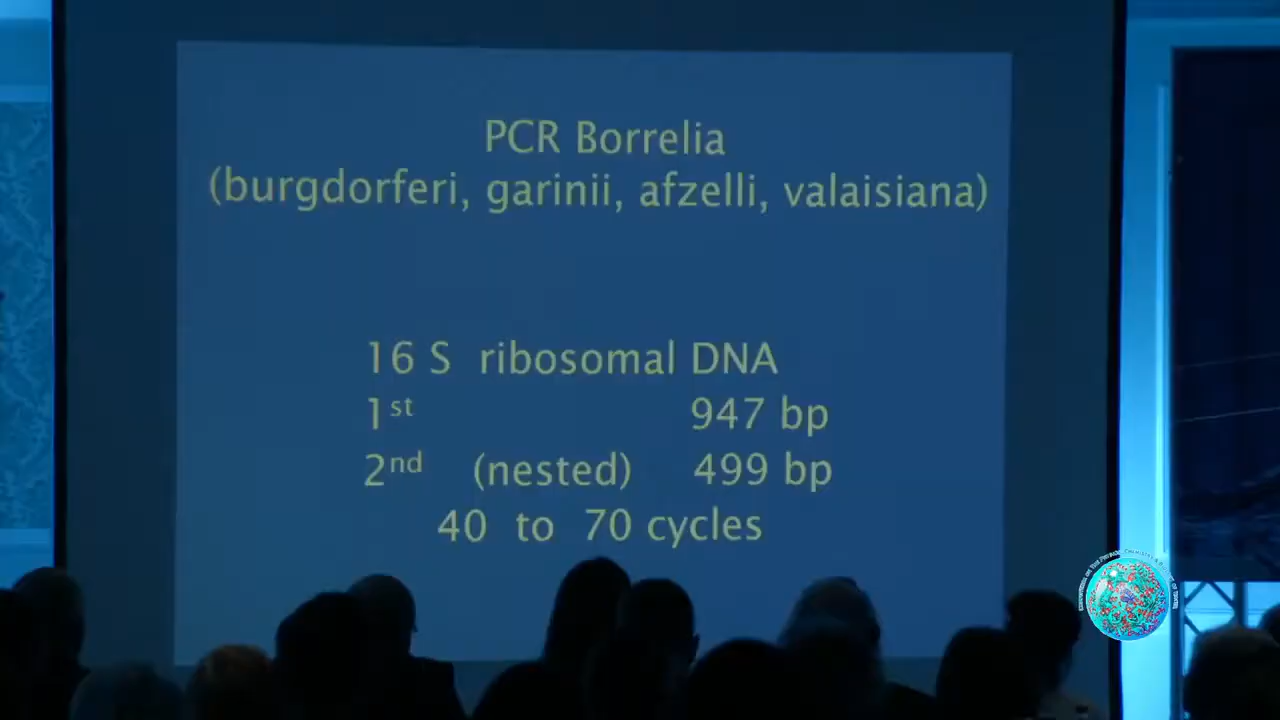 PCR Borrelia
(burgdorferi, garinii, afzelli, valaisiana)
16 S ribosomal DNA
1st 947 bp
2nd (nested) 499 bp
40 to 70 cycles